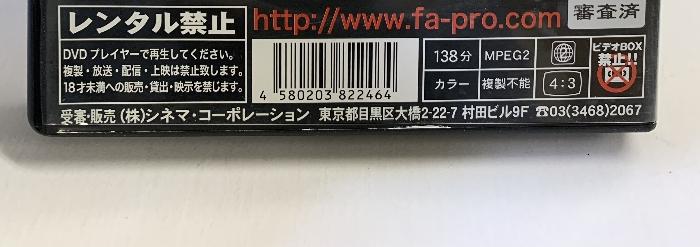 レンタル禁止
http://www.fa-pro.com
審査済
DVDプレイヤーで再生してください。
複製・放送・配信・上映は禁止致します。
18才未満への販売・貸出・映示を禁じます。
4 580203 822464
138分
MPEG2
カラー
複製不能
4:3
ビデオBOX
禁止!!
受審・販売(株)シネマ・コーポレーション 東京都目黒区大橋2-22-7 村田ビル9F ☎03(3468)2067